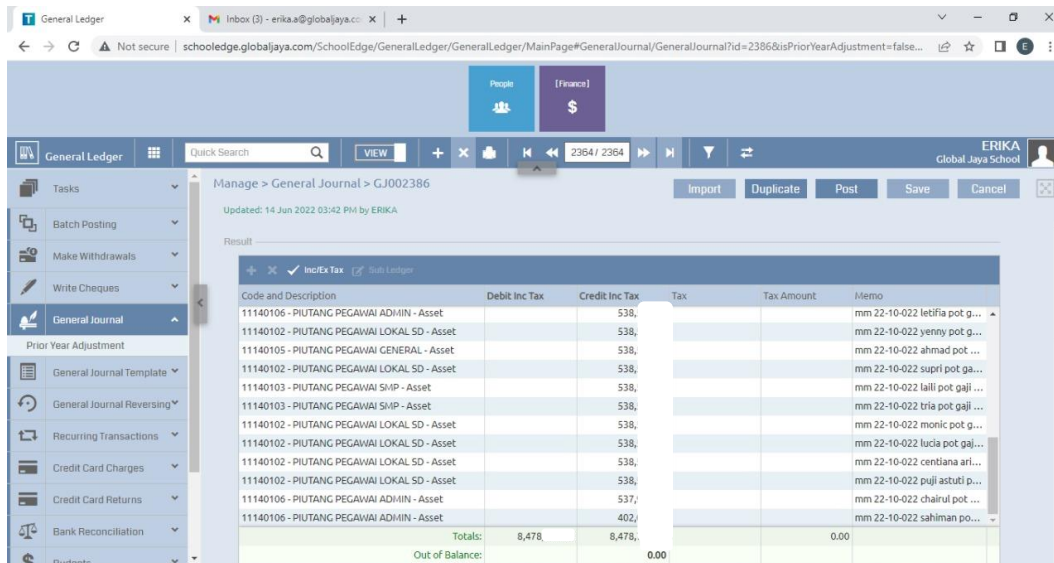 General Ledger
Inbox (3) - erika.a@globaljaya.co
Not secure | schooledge.globaljaya.com/SchoolEdge/GeneralLedger/GeneralLedger/MainPage#GeneralJournal/GeneralJournal?id=2386&isPriorYearAdjustment=false...
E
People
[Finance]
$
General Ledger
Quick Search
VIEW
2364 / 2364
ERIKA
Global Jaya School
Tasks
Batch Posting
Make Withdrawals
Write Cheques
General Journal
Prior Year Adjustment
General Journal Template
General Journal Reversing
Recurring Transactions
Credit Card Charges
Credit Card Returns
Bank Reconciliation
Budgets
Manage > General Journal > GJ002386
Import Duplicate Post Save Cancel
Updated: 14 Jun 2022 03:42 PM by ERIKA
Result
Inc/Ex Tax Sub Ledger
Code and Description Debit Inc Tax Credit Inc Tax Tax Tax Amount Memo
11140106 - PIUTANG PEGAWAI ADMIN - Asset 538, mm 22-10-022 letifia pot g...
11140102 - PIUTANG PEGAWAI LOKAL SD - Asset 538, mm 22-10-022 yenny pot g...
11140105 - PIUTANG PEGAWAI GENERAL - Asset 538, mm 22-10-022 ahmad pot ...
11140102 - PIUTANG PEGAWAI LOKAL SD - Asset 538, mm 22-10-022 supri pot ga...
11140103 - PIUTANG PEGAWAI SMP - Asset 538, mm 22-10-022 laili pot gaji ...
11140103 - PIUTANG PEGAWAI SMP - Asset 538, mm 22-10-022 tria pot gaji ...
11140102 - PIUTANG PEGAWAI LOKAL SD - Asset 538, mm 22-10-022 monic pot g...
11140102 - PIUTANG PEGAWAI LOKAL SD - Asset 538, mm 22-10-022 lucia pot gaj...
11140102 - PIUTANG PEGAWAI LOKAL SD - Asset 538, mm 22-10-022 centiana ari...
11140102 - PIUTANG PEGAWAI LOKAL SD - Asset 538, mm 22-10-022 puji astuti p...
11140106 - PIUTANG PEGAWAI ADMIN - Asset 537, mm 22-10-022 chairul pot ...
11140106 - PIUTANG PEGAWAI ADMIN - Asset 402, mm 22-10-022 sahiman po...
Totals: 8,478, 8,478, 0.00
Out of Balance: 0.00